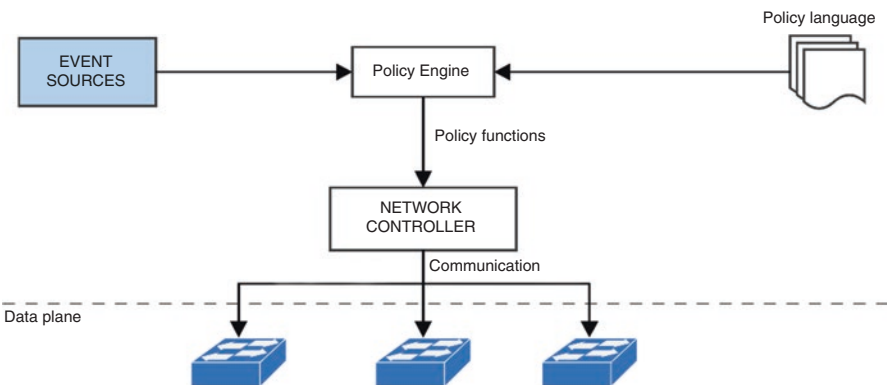 Policy language
EVENT
SOURCES
Policy Engine
Policy functions
NETWORK
CONTROLLER
Communication
Data plane